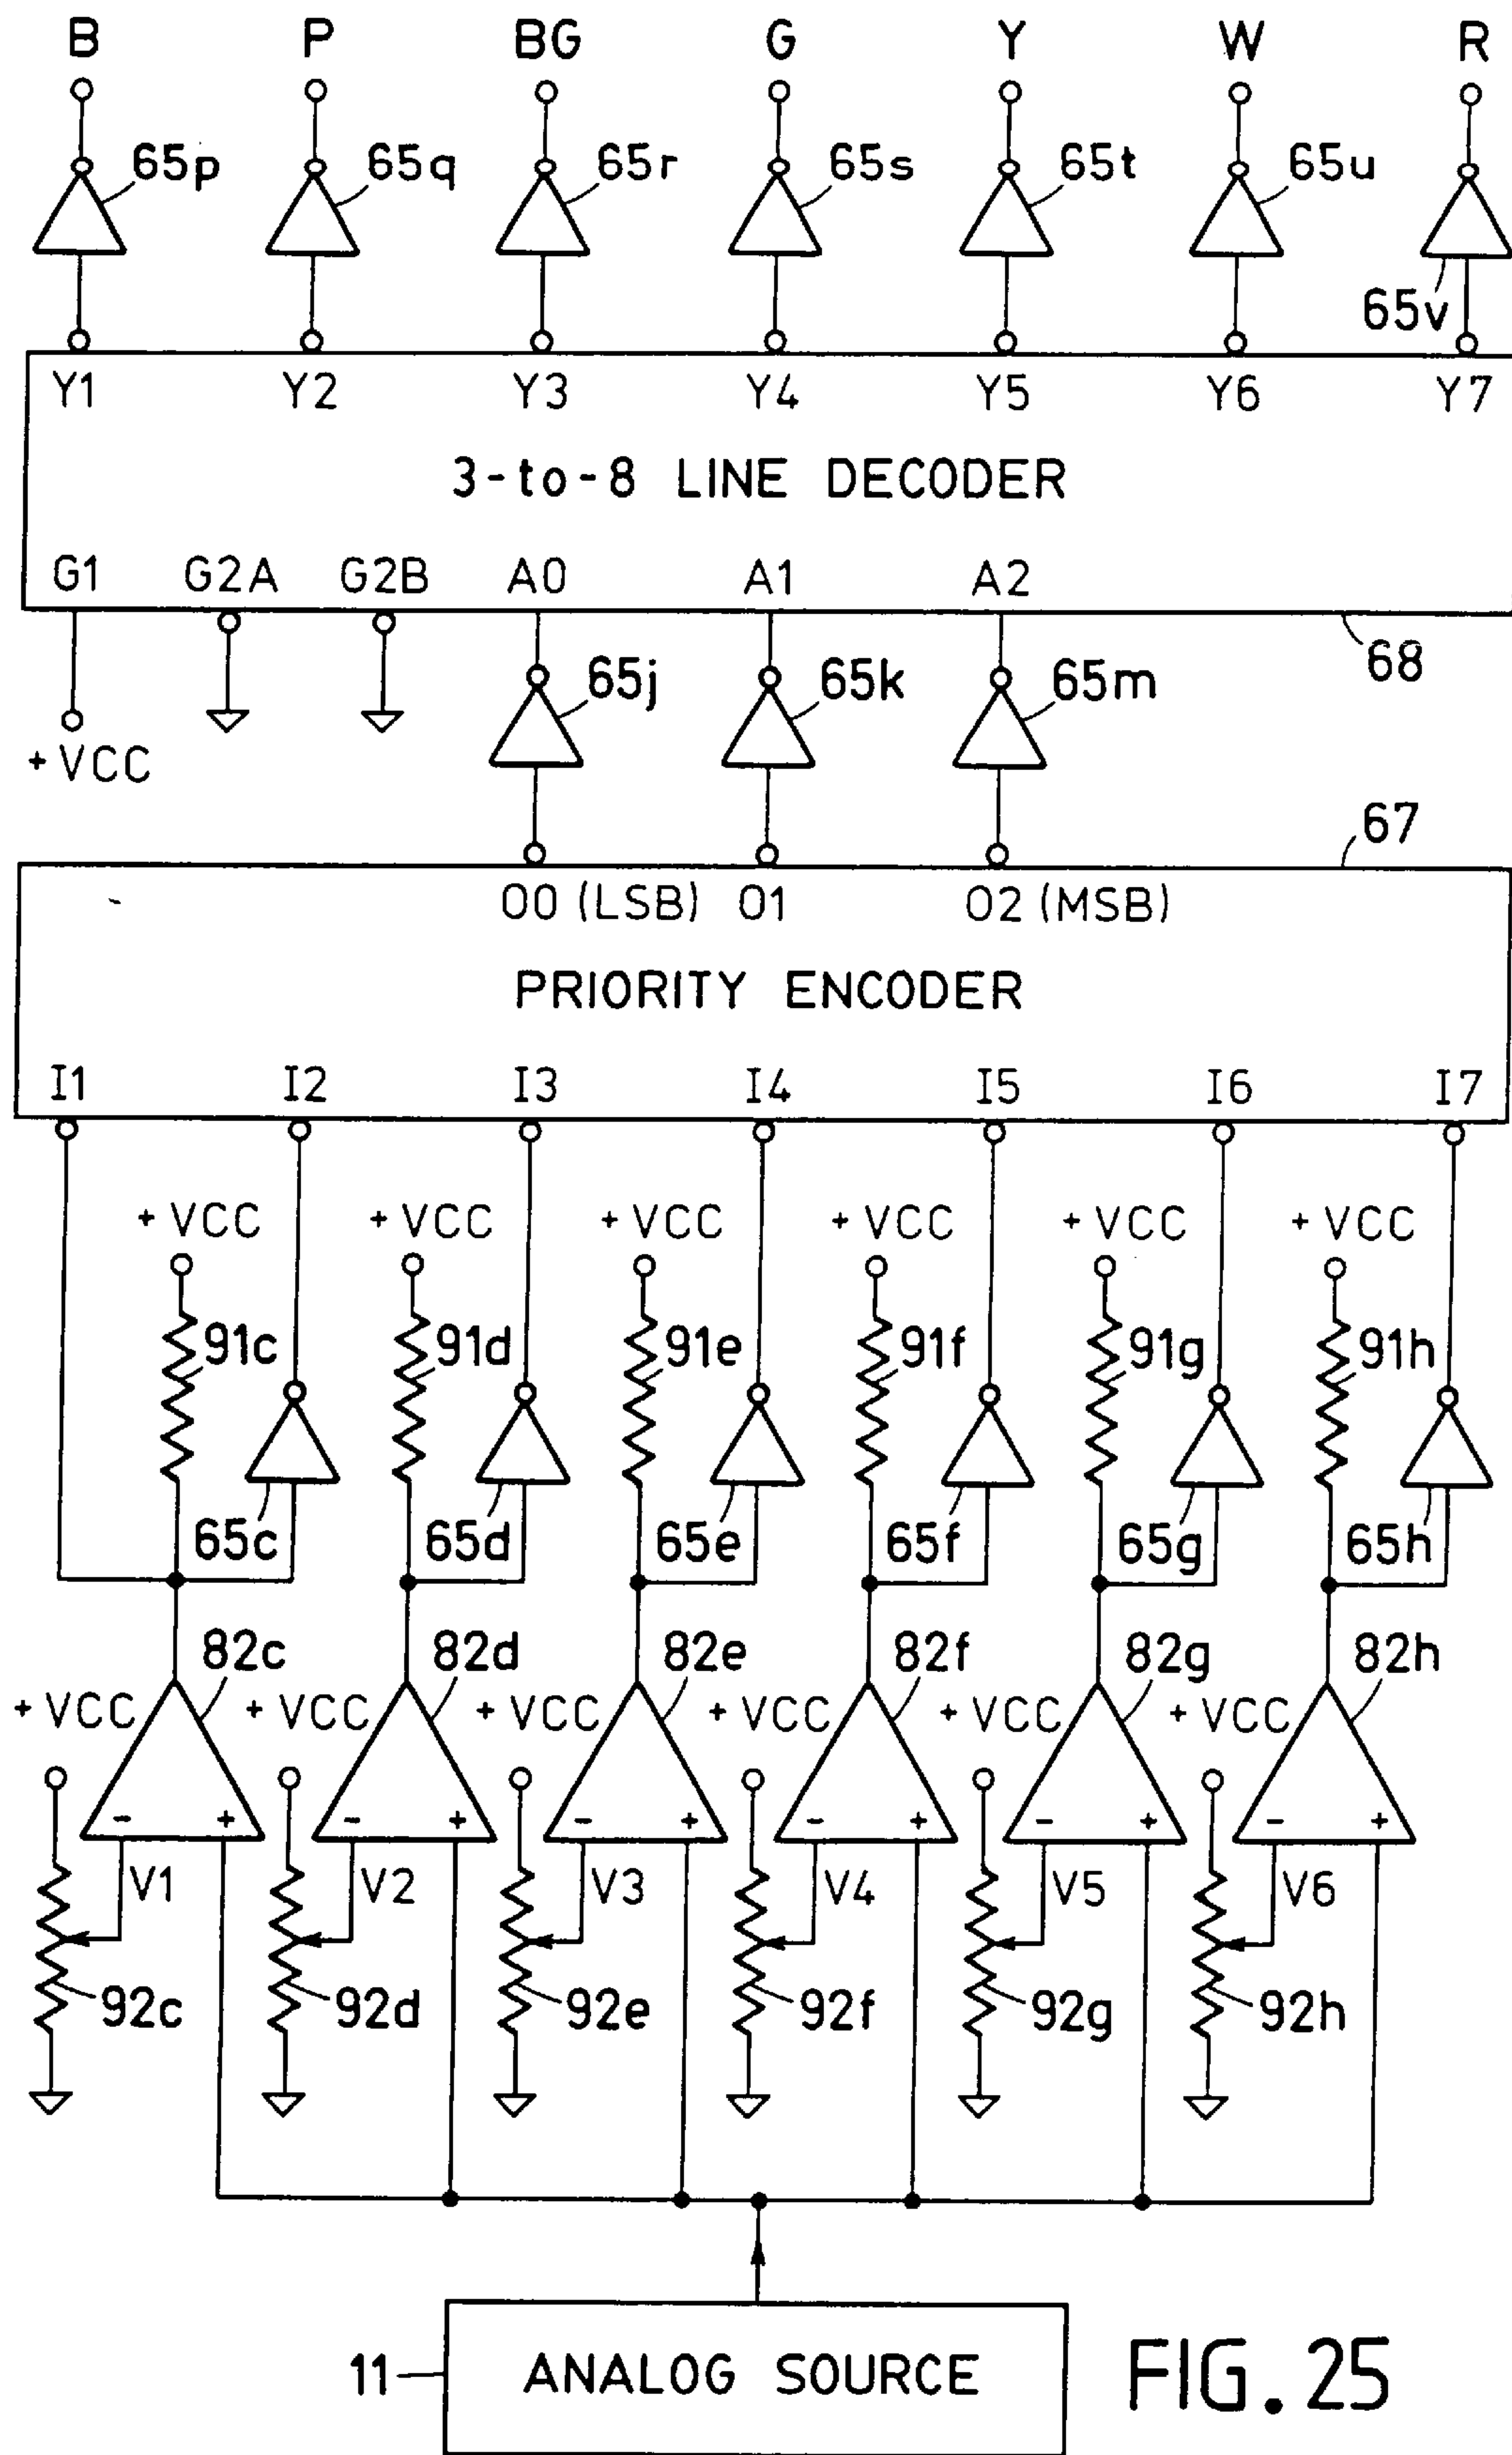 B P BG G Y W R
65p 65q 65r 65s 65t 65u
65v
Y1 Y2 Y3 Y4 Y5 Y6 Y7
3-to-8 LINE DECODER
G1 G2A G2B A0 A1 A2
68
65j 65k 65m
+VCC
67
O0 (LSB) O1 O2 (MSB)
PRIORITY ENCODER
I1 I2 I3 I4 I5 I6 I7
+ VCC + VCC + VCC + VCC + VCC + VCC
91c 91d 91e 91f 91g 91h
65c 65d 65e 65f 65g 65h
82c 82d 82e 82f 82g 82h
+ VCC + VCC + VCC + VCC + VCC + VCC
- + - + - + - + - + - +
V1 V2 V3 V4 V5 V6
92c 92d 92e 92f 92g 92h
11 ANALOG SOURCE FIG. 25